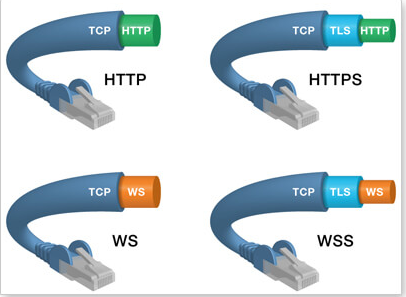 TCP HTTP
HTTP
TCP TLS HTTP
HTTPS
TCP WS
WS
TCP TLS WS
WSS